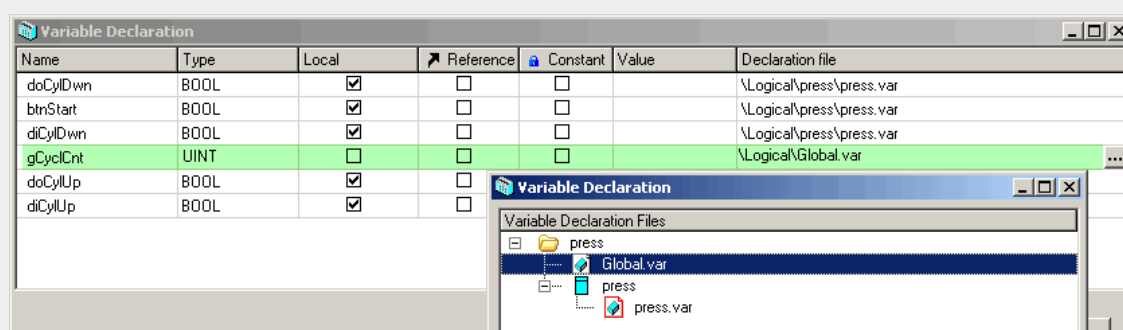 Variable Declaration
Name Type Local Reference Constant Value Declaration file
doCylDwn BOOL \Logical\press\press.var
btnStart BOOL \Logical\press\press.var
diCylDwn BOOL \Logical\press\press.var
gCyclCnt UINT \Logical\Global.var ...
doCylUp BOOL
diCylUp BOOL
Variable Declaration
Variable Declaration Files
press
Global.var
press
press.var